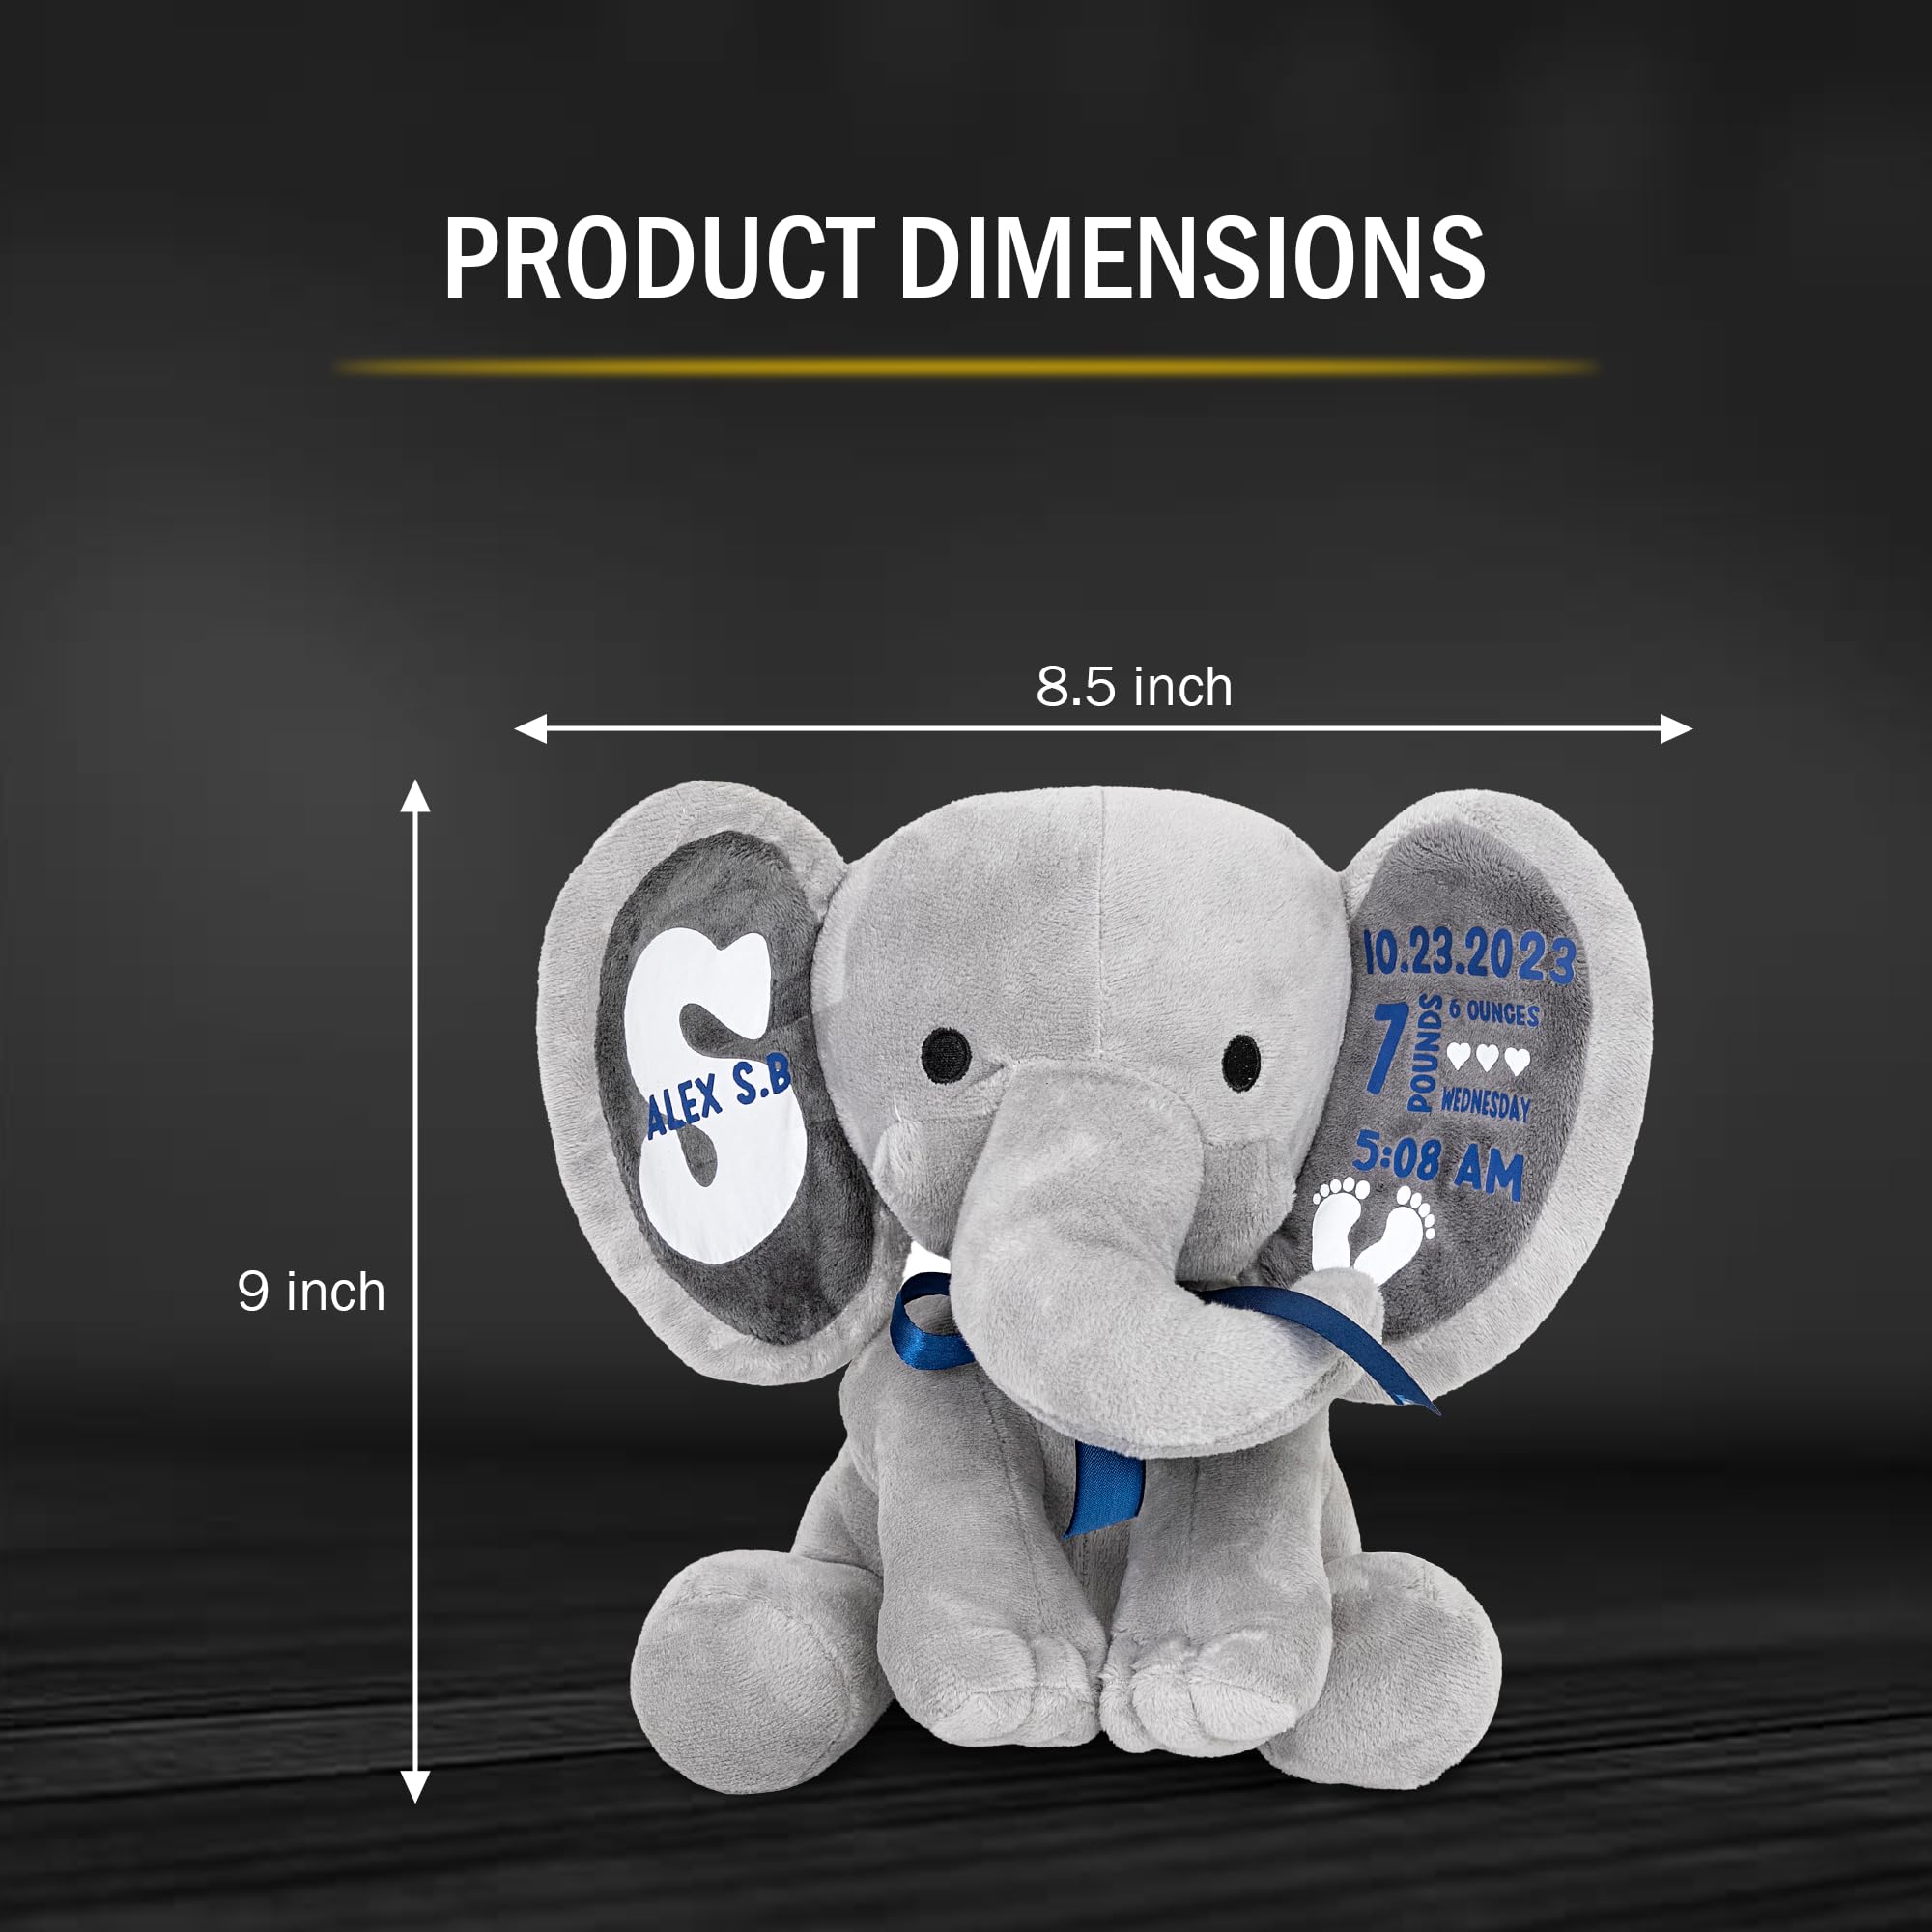 PRODUCT DIMENSIONS
8.5 inch
9 inch
S
ALEX S.B
10.23.2023
7 POUNDS
6 OUNCES
WEDNESDAY
5:08 AM